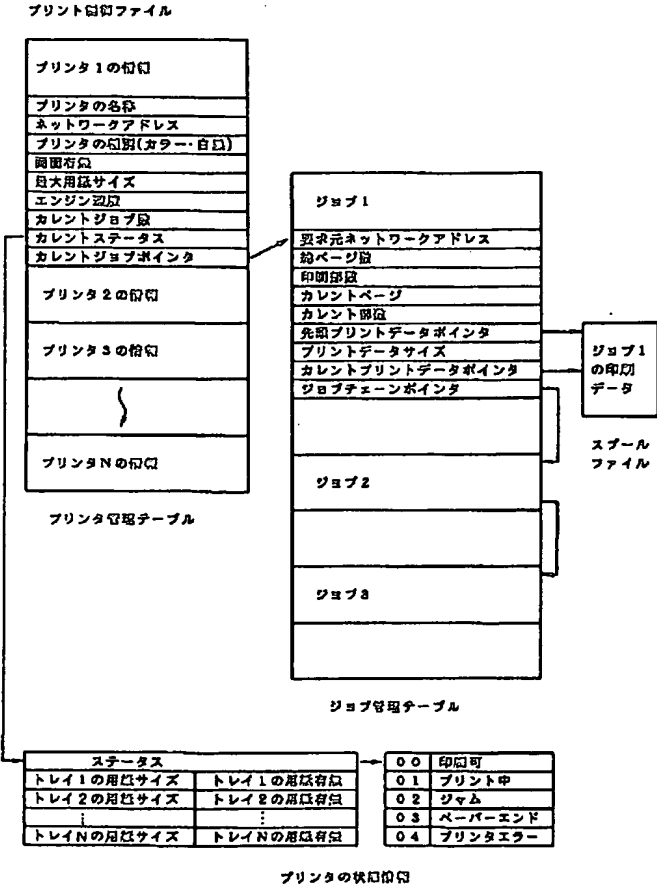 プリント
プリンタ1の情報
プリンタの名称
ネットワークアドレス
プリンタの種別(カラー・白黒)
両面有無
最大用紙サイズ
エンジン速度
カレントジョブ数
カレントステータス
カレントジョブポインタ
プリンタ2の情報
プリンタ3の情報
プリンタNの情報
プリンタ管理テーブル
ジョブ1
要求元ネットワークアドレス
総ページ数
印刷部数
カレントページ
カレント部数
先頭プリントデータポインタ
プリントデータサイズ
カレントプリントデータポインタ
ジョブチェーンポインタ
ジョブ2
ジョブ3
ジョブ管理テーブル
ジョブ1
の印刷
データ
スプール
ファイル
ステータス
トレイ1の用紙サイズ トレイ1の用紙有無
トレイ2の用紙サイズ トレイ2の用紙有無
⋮ ⋮
トレイNの用紙サイズ トレイNの用紙有無
00 印刷可
01 プリント中
02 ジャム
03 ペーパーエンド
04 プリンタエラー
プリンタの状態情報